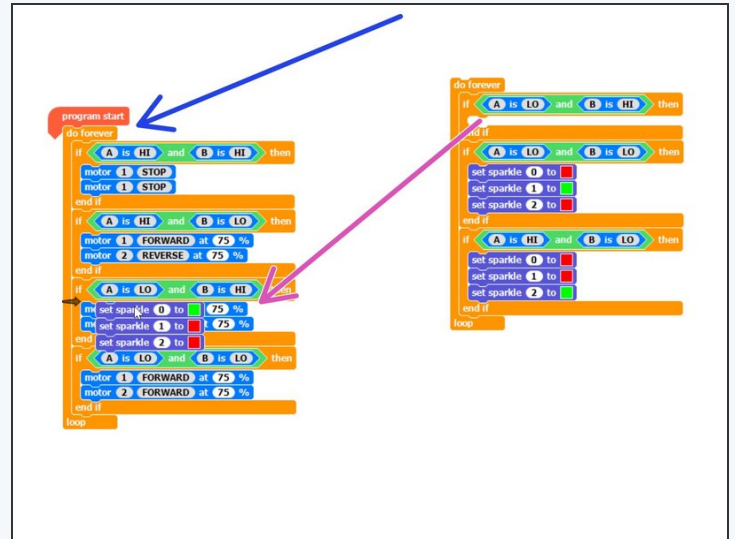 program start
do forever
if A is HI and B is HI then
motor 1 STOP
motor 1 STOP
end if
if A is HI and B is LO then
motor 1 FORWARD at 75 %
motor 2 REVERSE at 75 %
end if
if A is LO and B is HI then
set sparkle 0 to 75 %
set sparkle 1 to 75 %
end
set sparkle 2 to
if A is LO and B is LO then
motor 1 FORWARD at 75 %
motor 2 FORWARD at 75 %
end if
loop
do forever
if A is LO and B is HI then
end if
if A is LO and B is LO then
set sparkle 0 to
set sparkle 1 to
set sparkle 2 to
end if
if A is HI and B is LO then
set sparkle 0 to
set sparkle 1 to
set sparkle 2 to
end if
loop